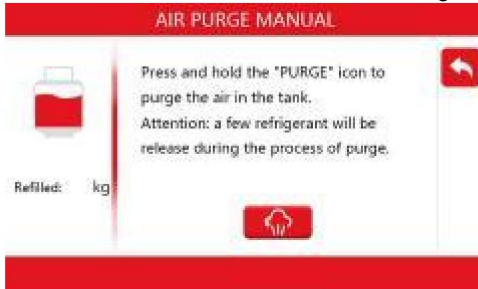 AIR PURGE MANUAL
Press and hold the "PURGE" icon to
purge the air in the tank.
Attention: a few refrigerant will be
release during the process of purge.
Refilled: kg